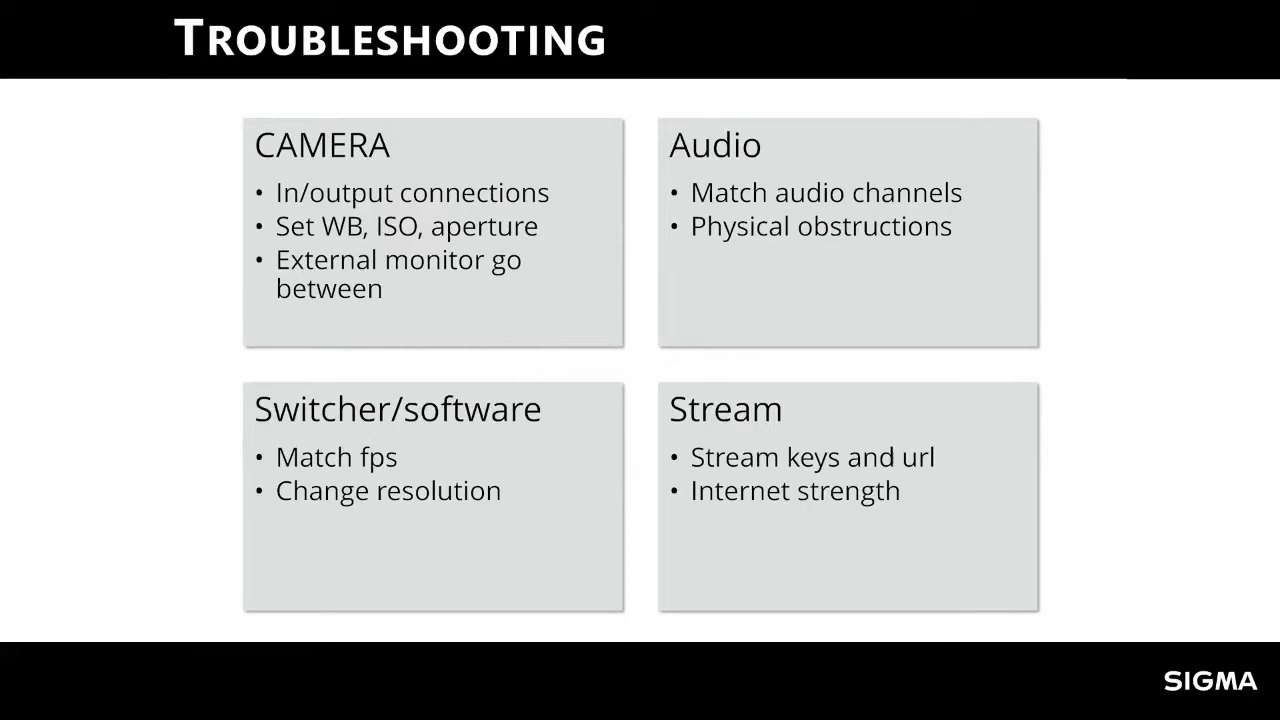 TROUBLESHOOTING
CAMERA
• In/output connections
• Set WB, ISO, aperture
• External monitor go
between
Audio
• Match audio channels
• Physical obstructions
Switcher/software
• Match fps
• Change resolution
Stream
• Stream keys and url
• Internet strength
SIGMA